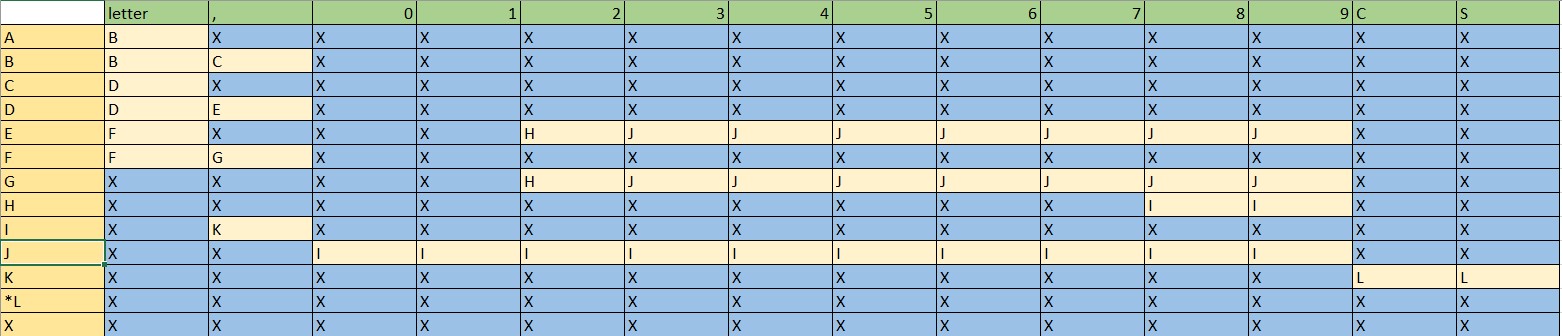 letter , 0 1 2 3 4 5 6 7 8 9 C S
A B X X X X X X X X X X X X X
B B C X X X X X X X X X X X X
C D X X X X X X X X X X X X X
D D E X X X X X X X X X X X X
E F X X X H J J J J J J J X X
F F G X X X X X X X X X X X X
G X X X X H J J J J J J J X X
H X X X X X X X X X X I I X X
I X K X X X X X X X X X X X X
J X X I I I I I I I I I I X X
K X X X X X X X X X X X X L L
*L X X X X X X X X X X X X X X
X X X X X X X X X X X X X X X